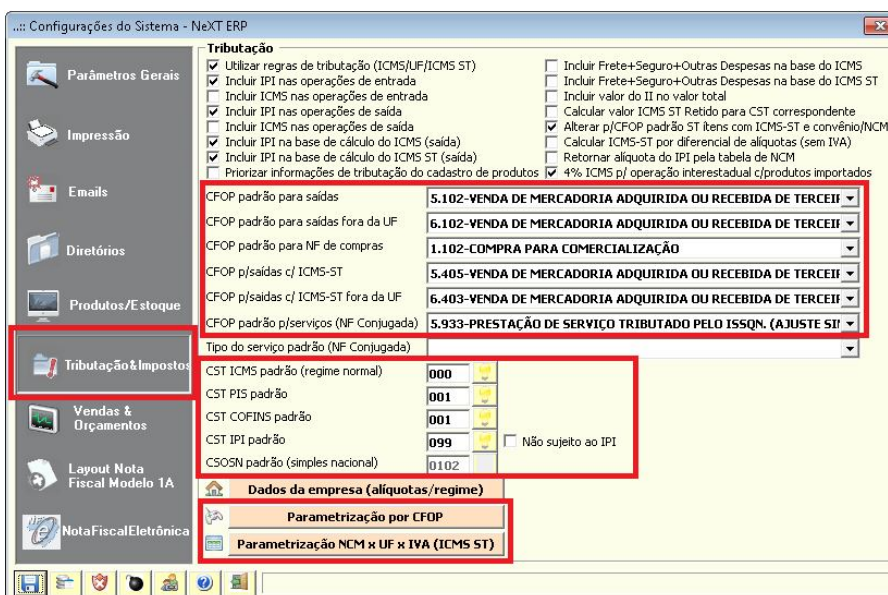 ..:: Configurações do Sistema - NeXT ERP
Parâmetros Gerais
Impressão
Emails
Diretórios
Produtos/Estoque
Tributação&Impostos
Vendas &
Orçamentos
Layout Nota
Fiscal Modelo 1A
NotaFiscalEletrônica
Tributação
Utilizar regras de tributação (ICMS/UF/ICMS ST)
Incluir IPI nas operações de entrada
Incluir ICMS nas operações de entrada
Incluir IPI nas operações de saída
Incluir ICMS nas operações de saída
Incluir IPI na base de cálculo do ICMS (saída)
Incluir IPI na base de cálculo do ICMS ST (saída)
Priorizar informações de tributação do cadastro de produtos
Incluir Frete+Seguro+Outras Despesas na base do ICMS
Incluir Frete+Seguro+Outras Despesas na base do ICMS ST
Incluir valor do II no valor total
Calcular valor ICMS ST Retido para CST correspondente
Alterar p/CFOP padrão ST ítens com ICMS-ST e convênio/NCM
Calcular ICMS-ST por diferencial de alíquotas (sem IVA)
Retornar alíquota do IPI pela tabela de NCM
4% ICMS p/ operação interestadual c/produtos importados
CFOP padrão para saídas 5.102-VENDA DE MERCADORIA ADQUIRIDA OU RECEBIDA DE
CFOP padrão para saídas fora da UF 6.102-VENDA DE MERCADORIA ADQUIRIDA OU RECEBIDA DE
CFOP padrão para NF de compras 1.102-COMPRA PARA COMERCIALIZAÇÃO
CFOP p/saídas c/ ICMS-ST 5.405-VENDA DE MERCADORIA ADQUIRIDA OU RECEBIDA DE
CFOP p/saidas c/ ICMS-ST fora da UF 6.403-VENDA DE MERCADORIA ADQUIRIDA OU RECEBIDA DE
CFOP padrão p/serviços (NF Conjugada) 5.933-PRESTAÇÃO DE SERVIÇO TRIBUTADO PELO ISSQN. (AJUSTE
Tipo do serviço padrão (NF Conjugada)
CST ICMS padrão (regime normal) 000
CST PIS padrão 001
CST COFINS padrão 001
CST IPI padrão 099 Não sujeito ao IPI
CSOSN padrão (simples nacional) 0102
Dados da empresa (alíquotas/regime)
Parametrização por CFOP
Parametrização NCM x UF x IVA (ICMS ST)